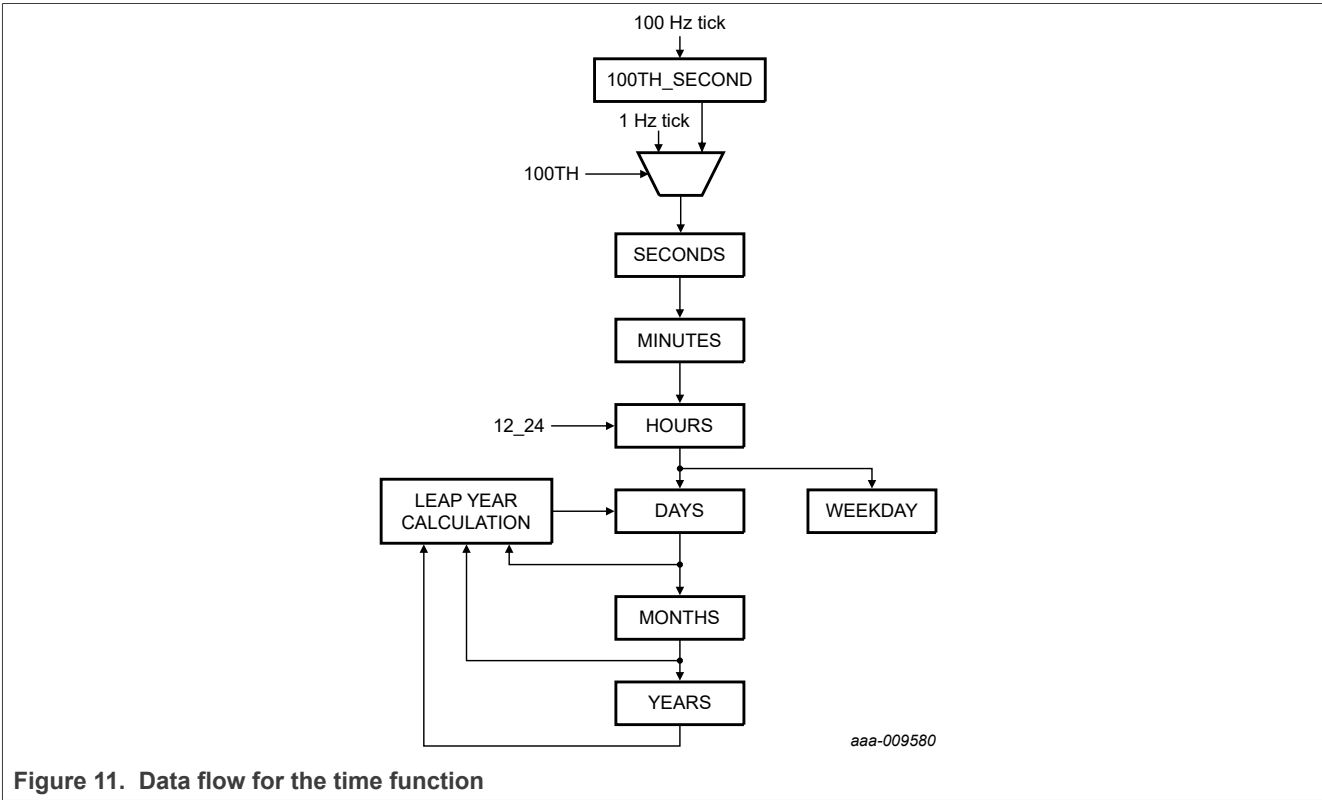 100 Hz tick
100TH_SECOND
1 Hz tick
100TH
SECONDS
MINUTES
12_24
HOURS
LEAP YEAR
CALCULATION
DAYS
WEEKDAY
MONTHS
YEARS
aaa-009580
Figure 11. Data flow for the time function